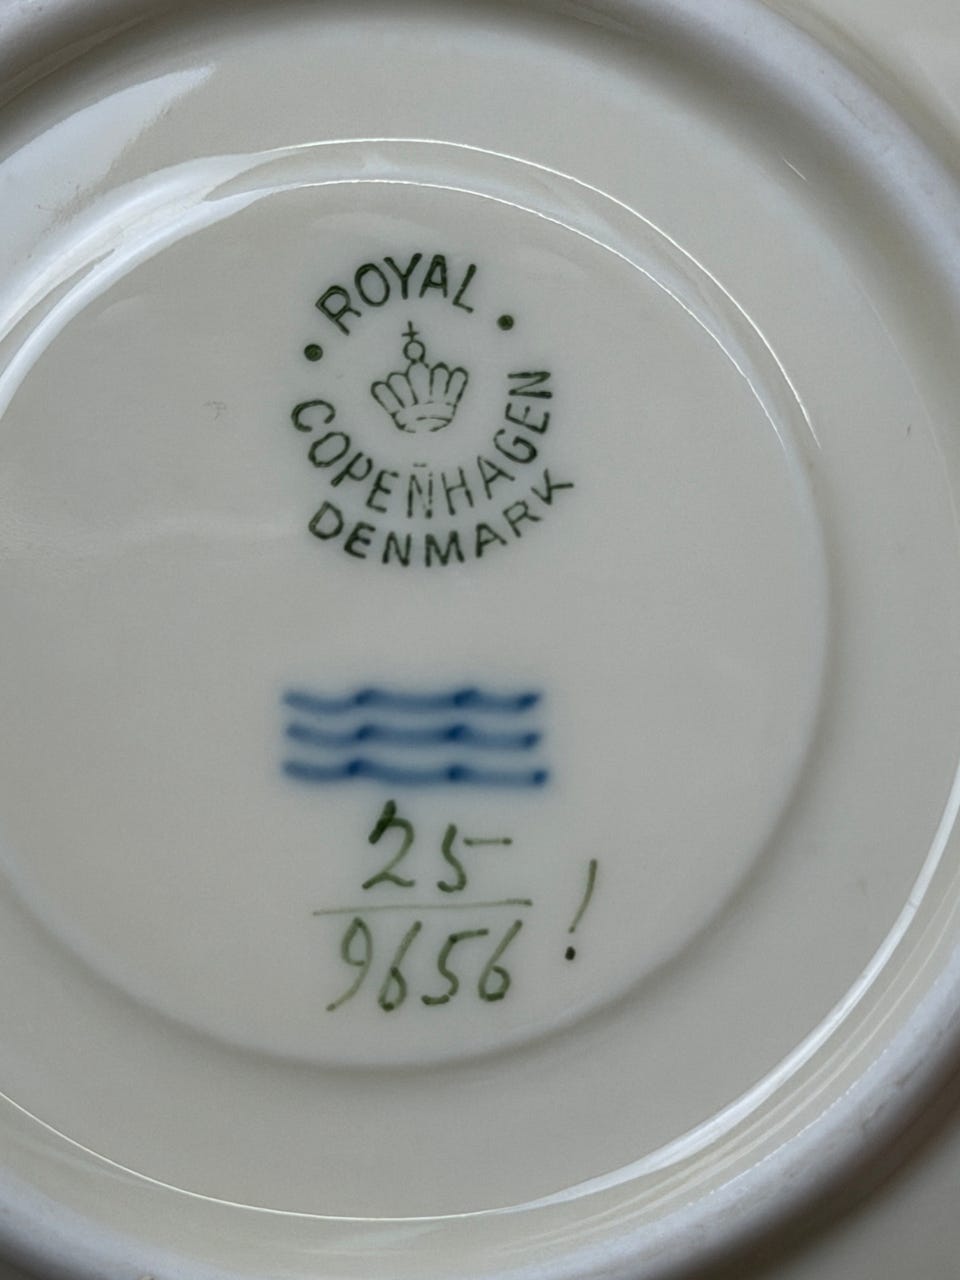 • ROYAL •
COPENHAGEN
DENMARK
25
9656 !